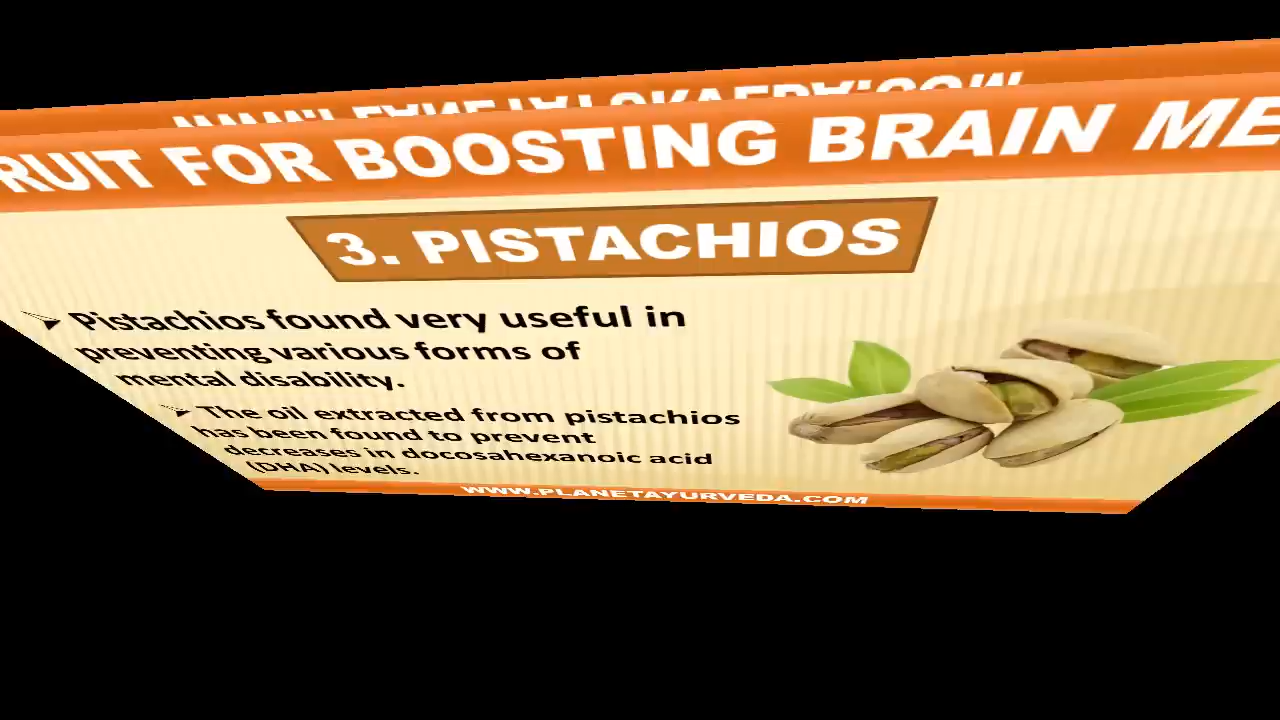 RUIT FOR BOOSTING BRAIN ME
3. PISTACHIOS
Pistachios found very useful in
preventing various forms of
mental disability.
The oil extracted from pistachios
has been found to prevent
decreases in docosahexanoic acid
(DHA) levels.
WWW.PLANETAYURVEDA.COM